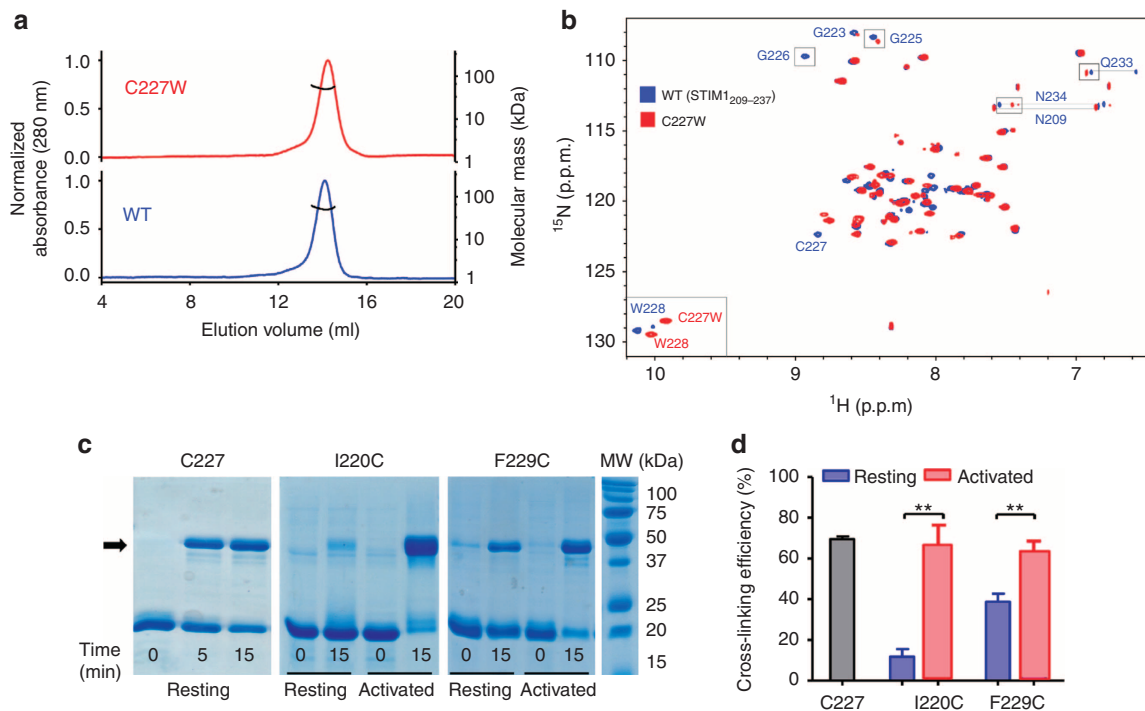 a
C227W
WT
Normalized
absorbance (280 nm)
1.0
0.5
0.0
1.0
0.5
0.0
100
10
1
100
10
1
Molecular mass (kDa)
4 8 12 16 20
Elution volume (ml)
b
G223
G225
G226
Q233
WT (STIM1209–237)
C227W
N234
N209
C227
W228
C227W
W228
110
115
120
125
130
15N (p.p.m.)
10 9 8 7
1H (p.p.m)
c
C227 I220C F229C MW (kDa)
100
75
50
37
25
20
15
Time
(min)
0 5 15 0 15 0 15 0 15 0 15
Resting Resting Activated Resting Activated
d
Resting Activated
** **
100
80
60
40
20
0
Cross-linking efficiency (%)
C227 I220C F229C